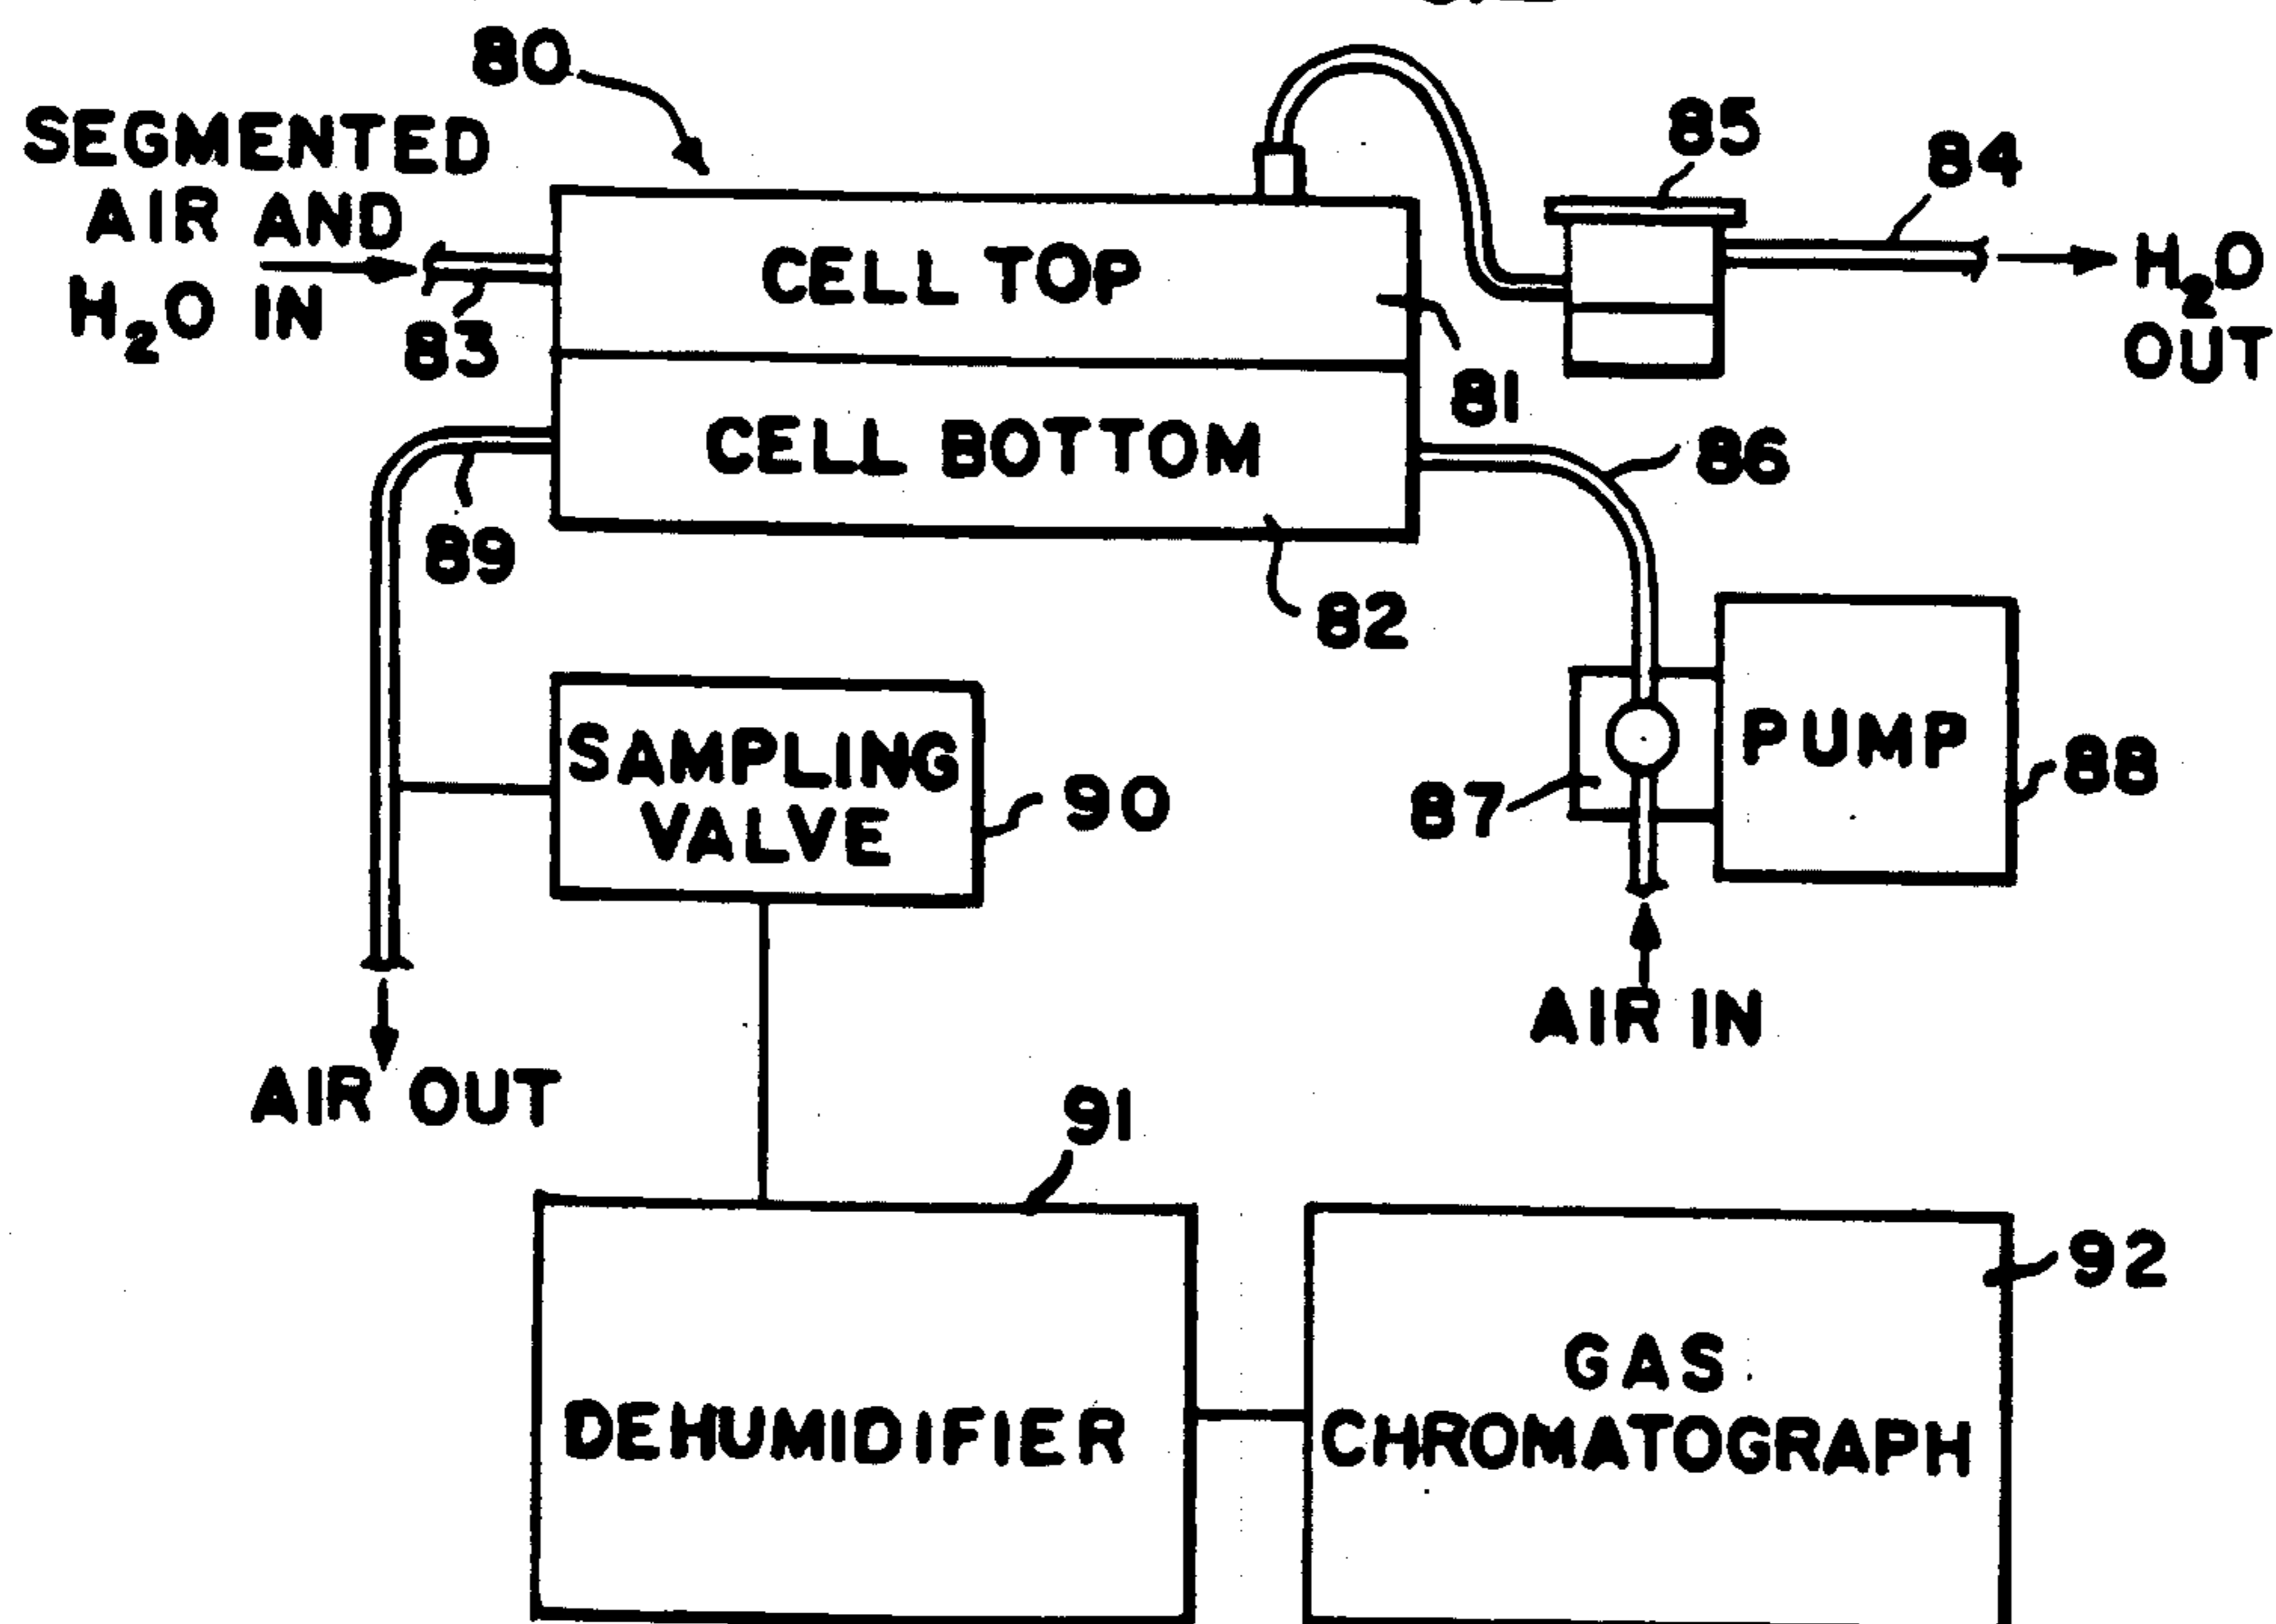 80
SEGMENTED
AIR AND
H₂O IN
83
85
84
H₂O
OUT
CELL TOP
81
CELL BOTTOM
86
89
82
SAMPLING
VALVE
90
87
PUMP
88
AIR IN
AIR OUT
91
92
DEHUMIDIFIER
GAS
CHROMATOGRAPH